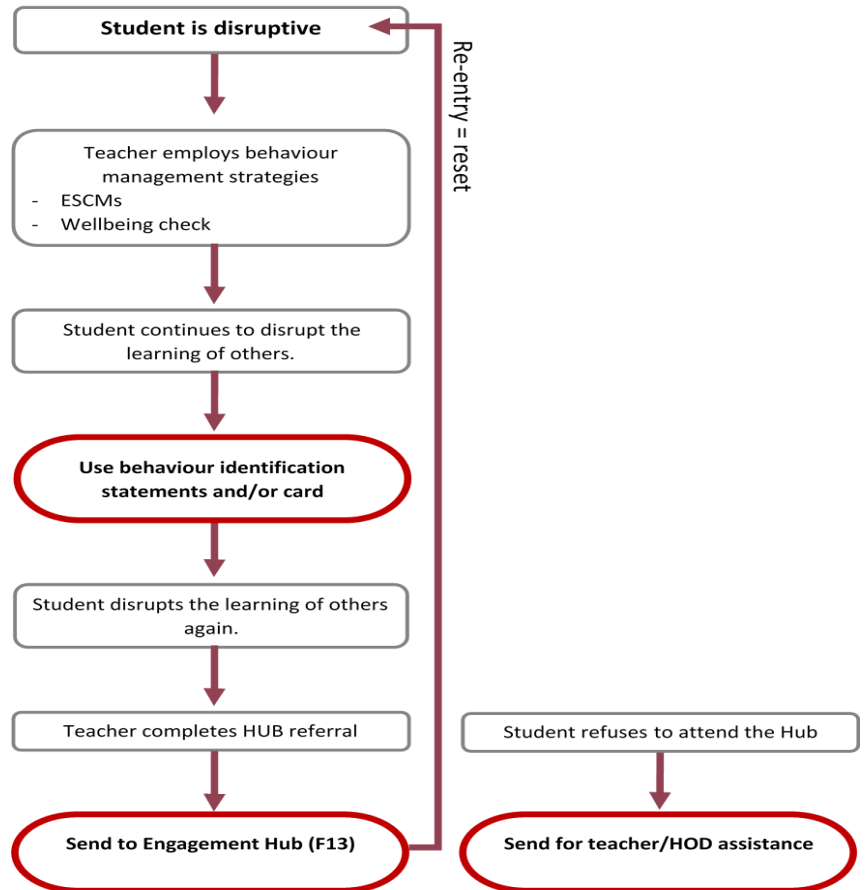 Student is disruptive
Re-entry = reset
Teacher employs behaviour
management strategies
- ESCMs
- Wellbeing check
Student continues to disrupt the
learning of others.
Use behaviour identification
statements and/or card
Student disrupts the learning of others
again.
Teacher completes HUB referral
Student refuses to attend the Hub
Send to Engagement Hub (F13)
Send for teacher/HOD assistance